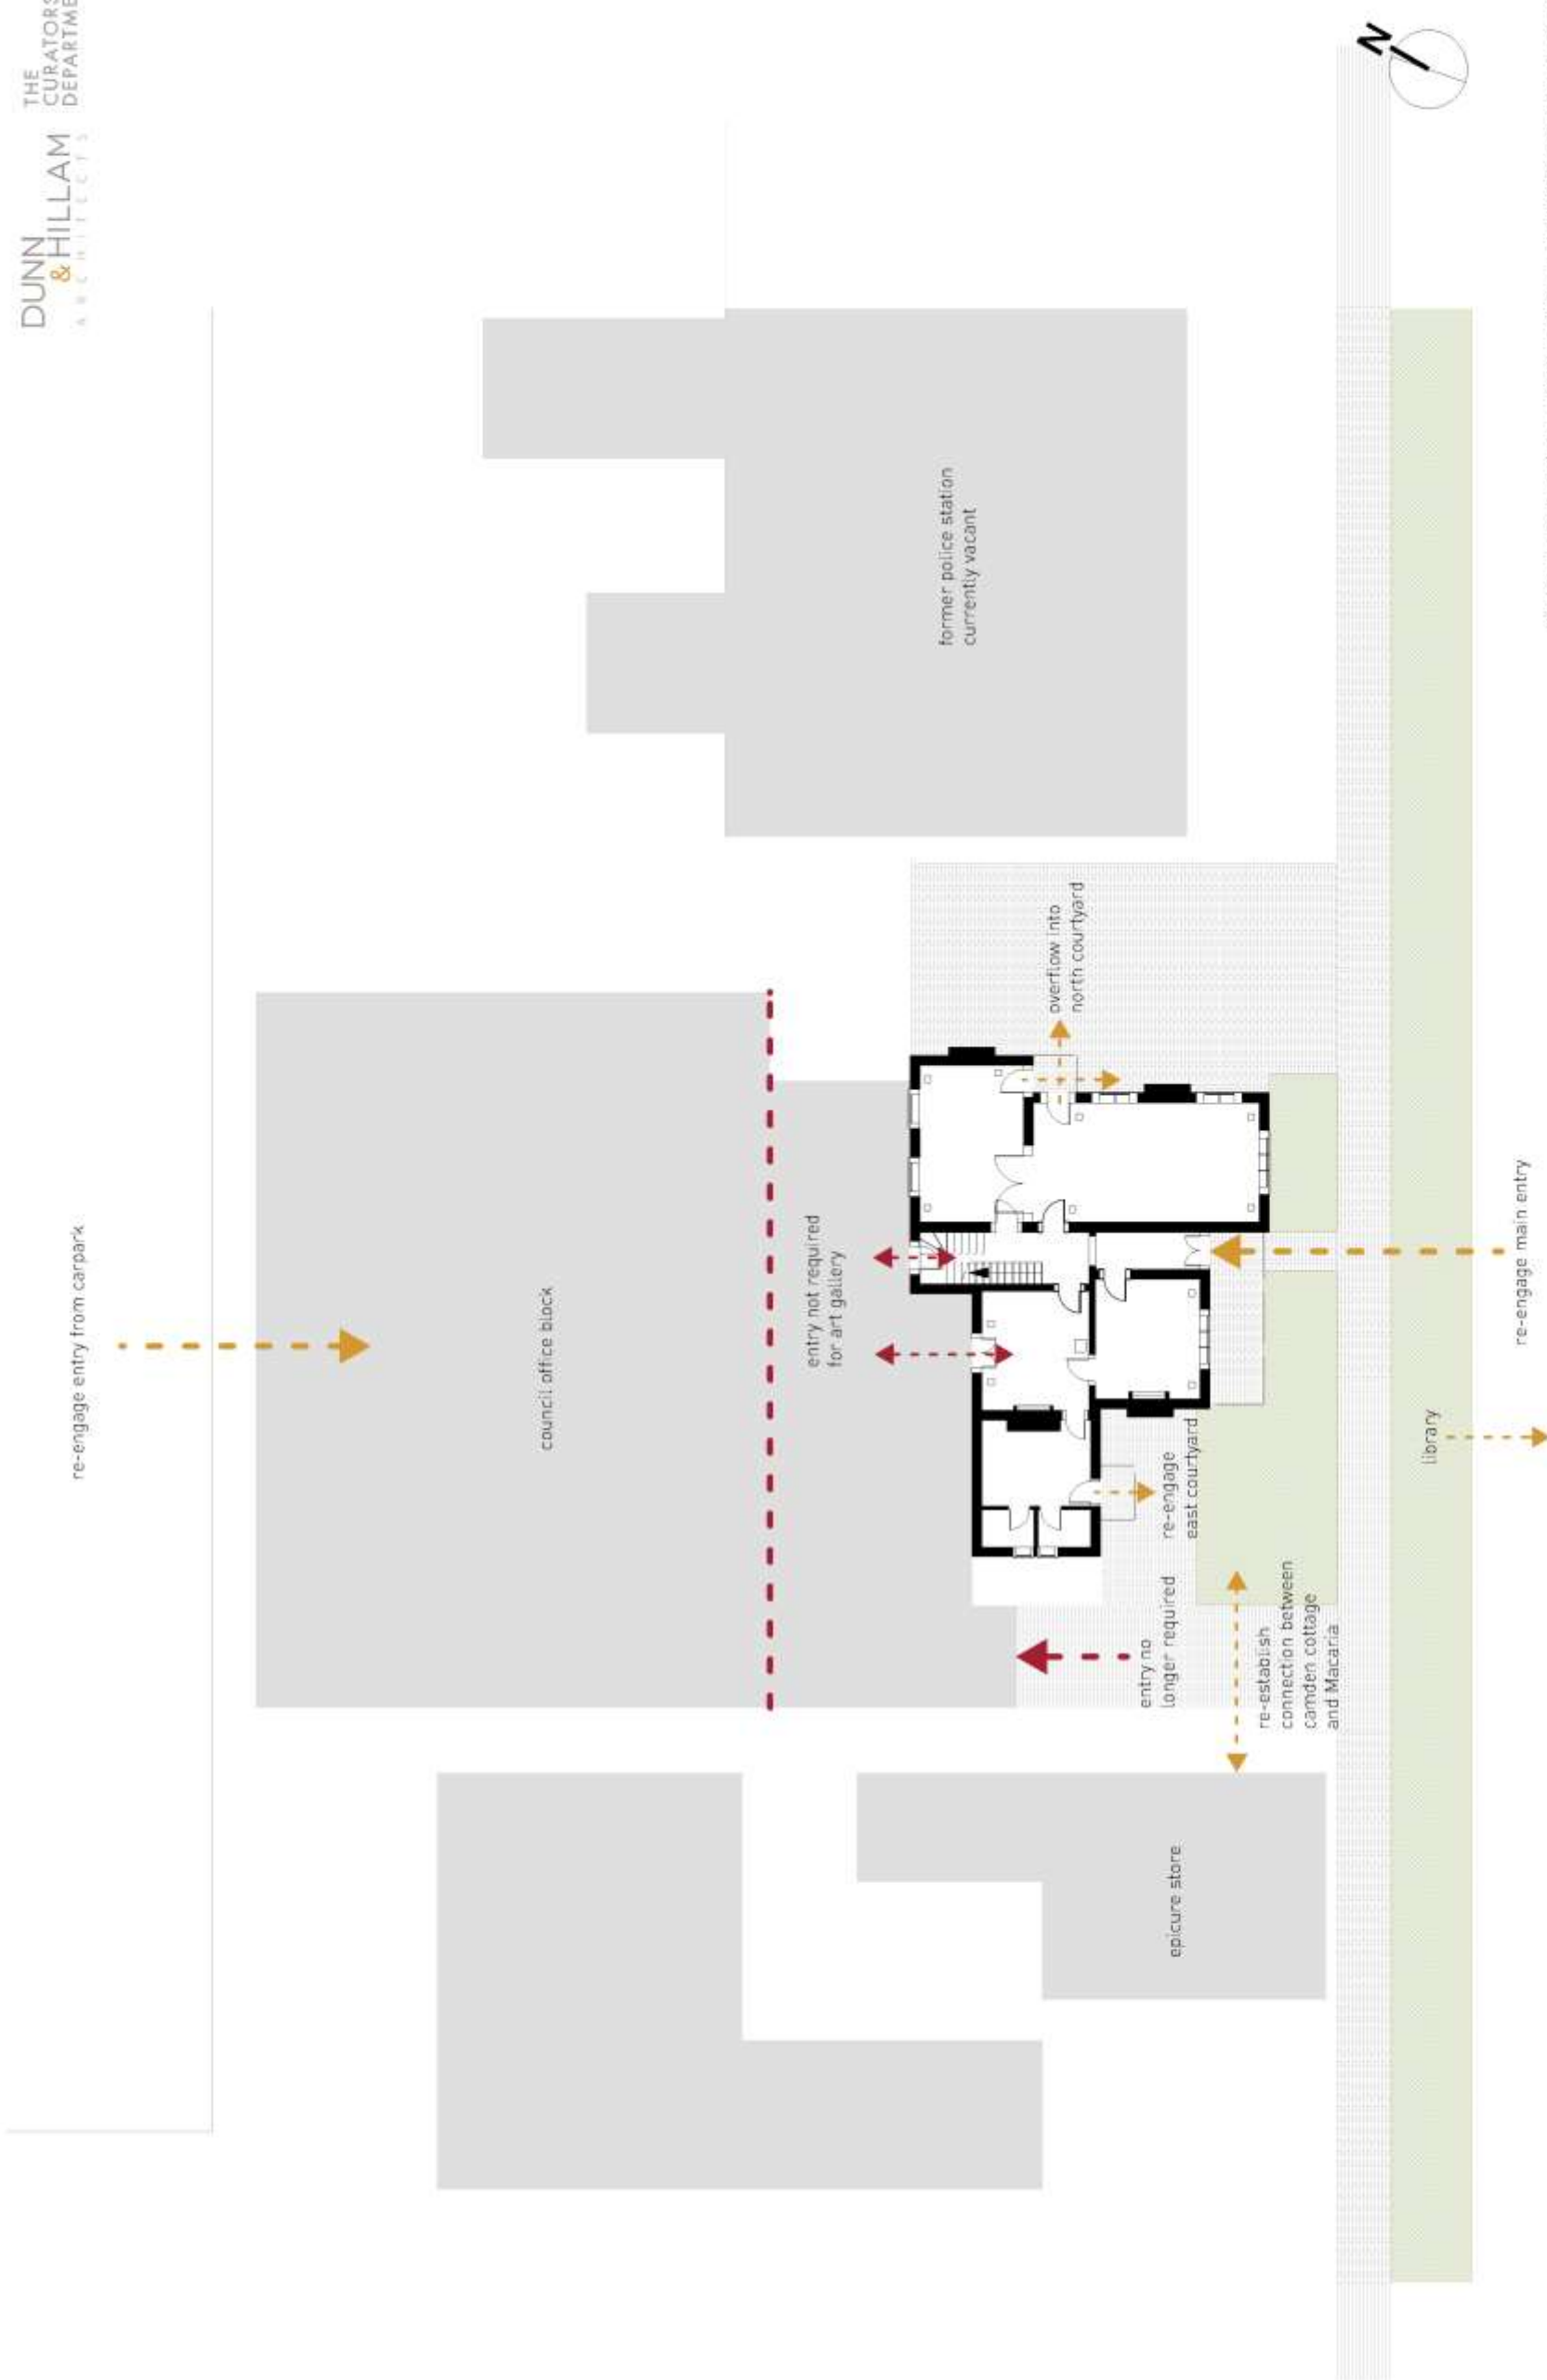 DUNN
& HILLAM
ARCHITECTS
THE
CURATORS
re-engage entry from carpark
council office block
entry not required
for art gallery
former police station
currently vacant
overflow into
north courtyard
re-engage
east courtyard
entry no
longer required
re-establish
connection between
camden cottage
and Macaria
epicure store
library
re-engage main entry
N